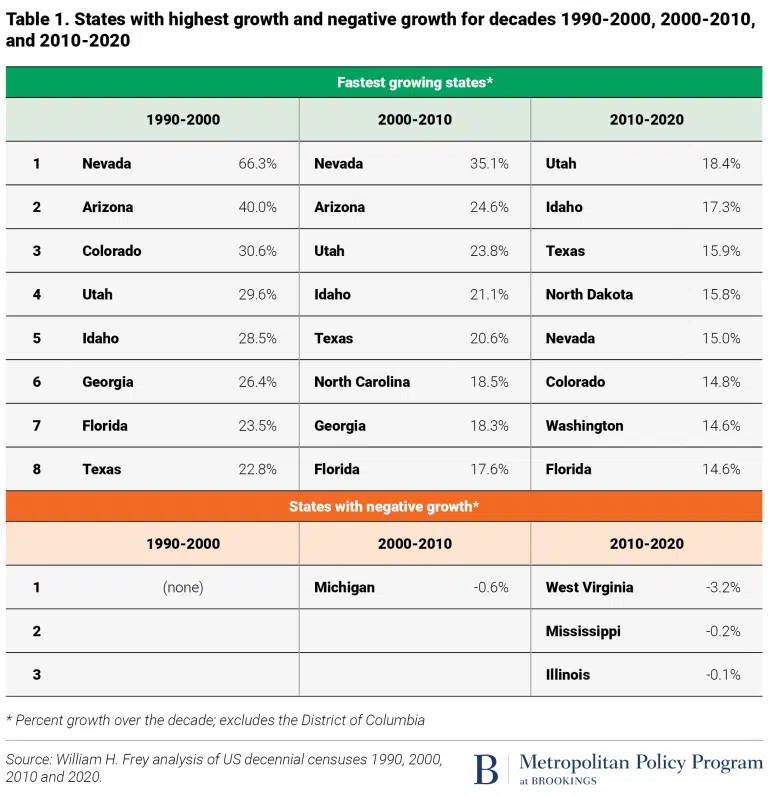 Table 1. States with highest growth and negative growth for decades 1990-2000, 2000-2010,
and 2010-2020
Fastest growing states*
1990-2000 2000-2010 2010-2020
1 Nevada 66.3% Nevada 35.1% Utah 18.4%
2 Arizona 40.0% Arizona 24.6% Idaho 17.3%
3 Colorado 30.6% Utah 23.8% Texas 15.9%
4 Utah 29.6% Idaho 21.1% North Dakota 15.8%
5 Idaho 28.5% Texas 20.6% Nevada 15.0%
6 Georgia 26.4% North Carolina 18.5% Colorado 14.8%
7 Florida 23.5% Georgia 18.3% Washington 14.6%
8 Texas 22.8% Florida 17.6% Florida 14.6%
States with negative growth*
1990-2000 2000-2010 2010-2020
1 (none) Michigan -0.6% West Virginia -3.2%
2 Mississippi -0.2%
3 Illinois -0.1%
* Percent growth over the decade; excludes the District of Columbia
Source: William H. Frey analysis of US decennial censuses 1990, 2000,
2010 and 2020.
B Metropolitan Policy Program
at BROOKINGS